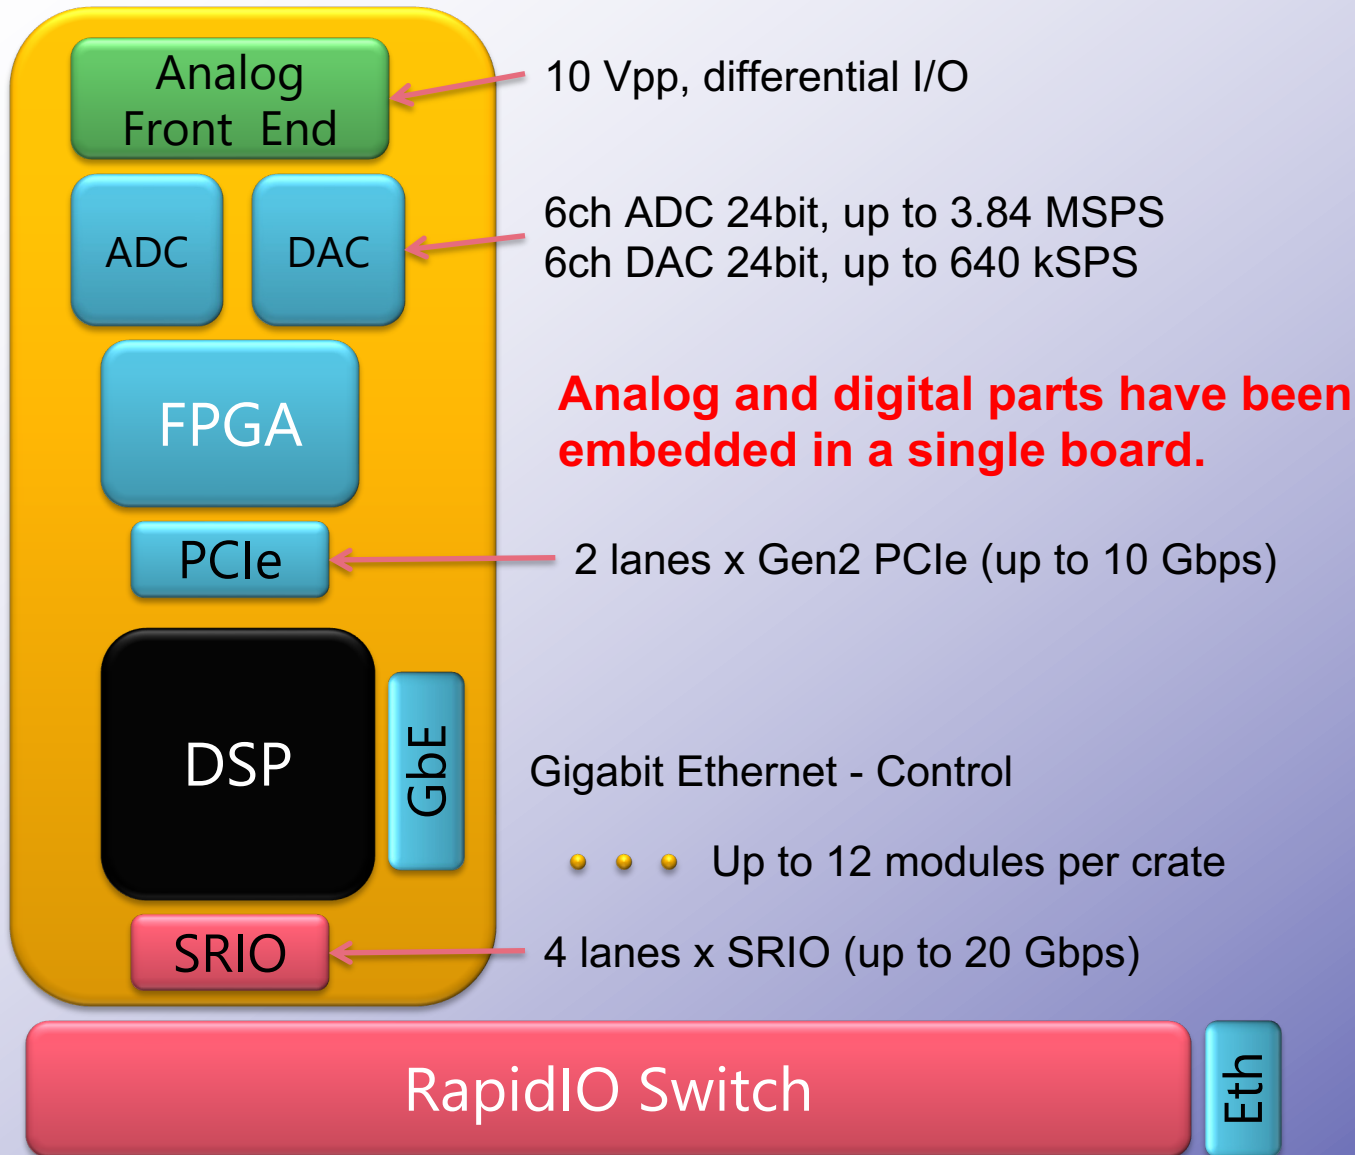 Analog
Front End
10 Vpp, differential I/O
ADC
DAC
6ch ADC 24bit, up to 3.84 MSPS
6ch DAC 24bit, up to 640 kSPS
FPGA
Analog and digital parts have been
embedded in a single board.
PCIe
2 lanes x Gen2 PCIe (up to 10 Gbps)
DSP
GbE
Gigabit Ethernet - Control
Up to 12 modules per crate
SRIO
4 lanes x SRIO (up to 20 Gbps)
RapidIO Switch
Eth